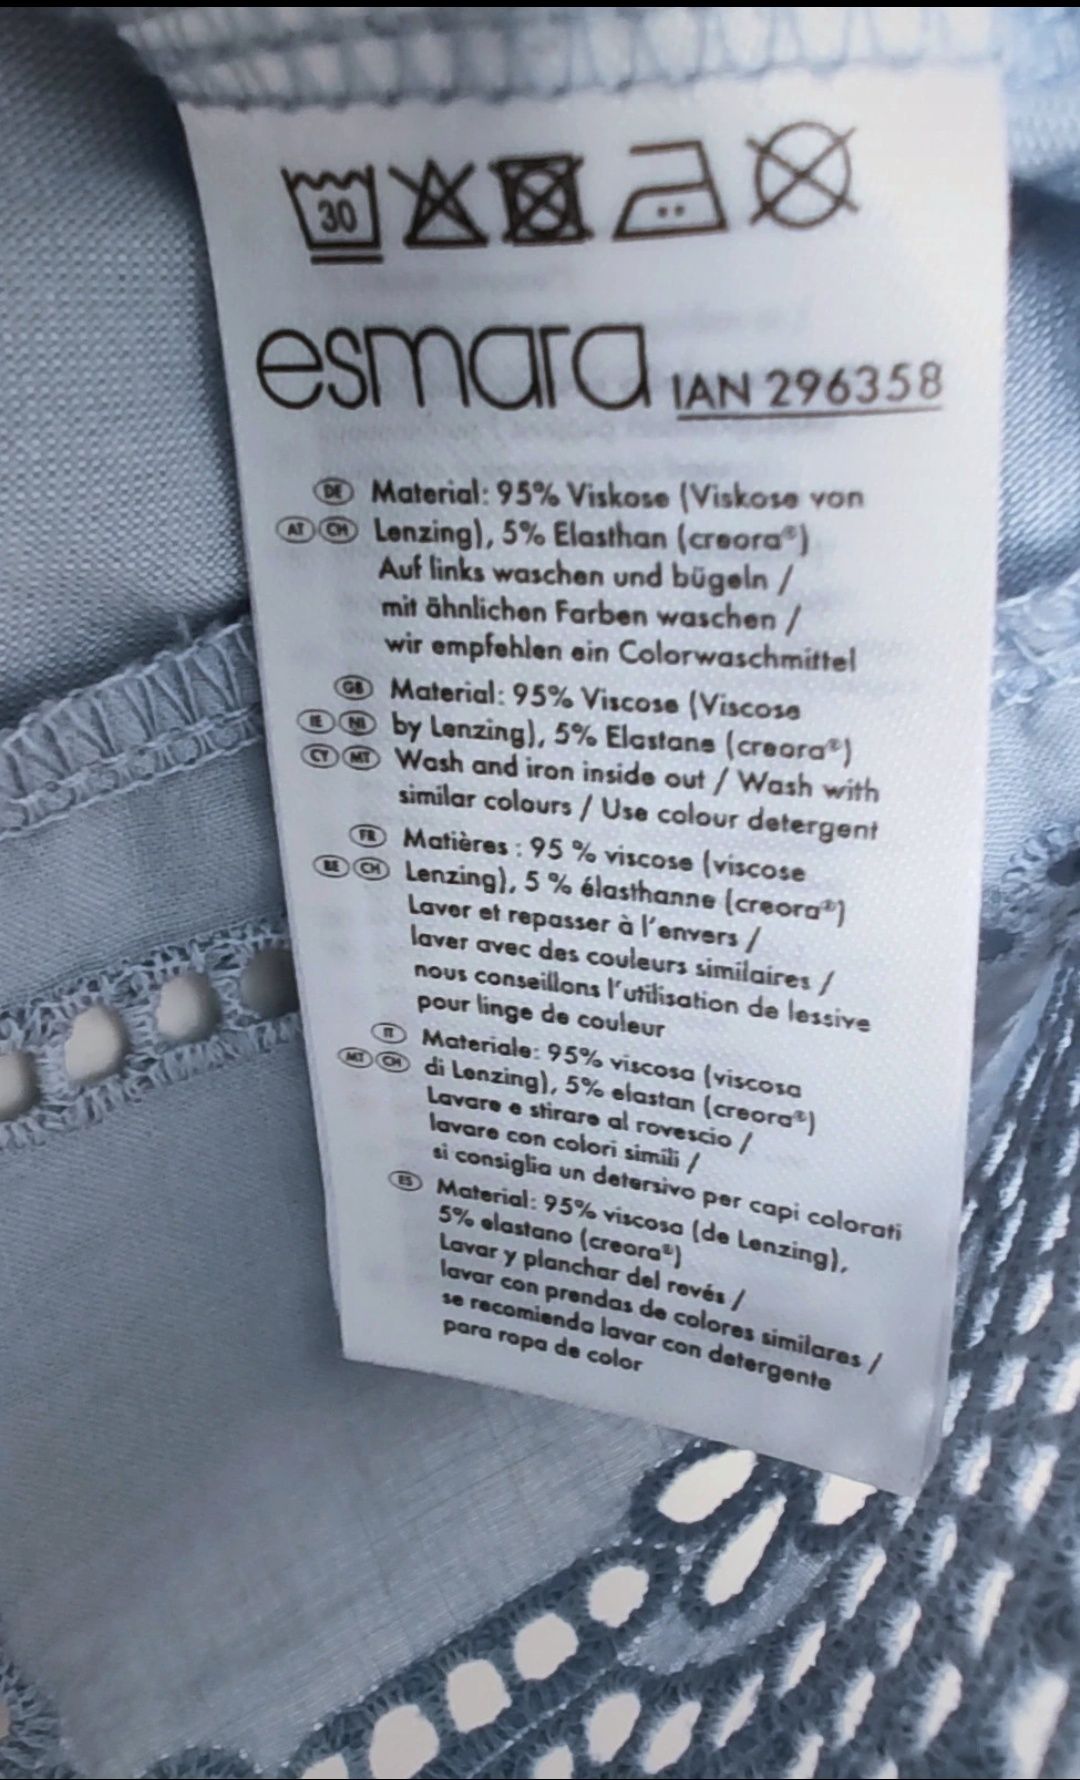 30
esmara IAN 296358
DE Material: 95% Viskose (Viskose von
AT CH Lenzing), 5% Elasthan (creora®)
Auf links waschen und bügeln /
mit ähnlichen Farben waschen /
wir empfehlen ein Colorwaschmittel
GB Material: 95% Viscose (Viscose
IE NI by Lenzing), 5% Elastane (creora®)
CY MT Wash and iron inside out / Wash with
similar colours / Use colour detergent
FR Matières : 95 % viscose (viscose
BE CH Lenzing), 5 % élasthanne (creora®)
Laver et repasser à l'envers /
laver avec des couleurs similaires /
nous conseillons l'utilisation de lessive
pour linge de couleur
IT Materiale: 95% viscosa (viscosa
MT CH di Lenzing), 5% elastan (creora®)
Lavare e stirare al rovescio /
lavare con colori simili /
si consiglia un detersivo per capi colorati
ES Material: 95% viscosa (de Lenzing),
5% elastano (creora®)
Lavar y planchar del revés /
lavar con prendas de colores similares /
se recomienda lavar con detergente
para ropa de color